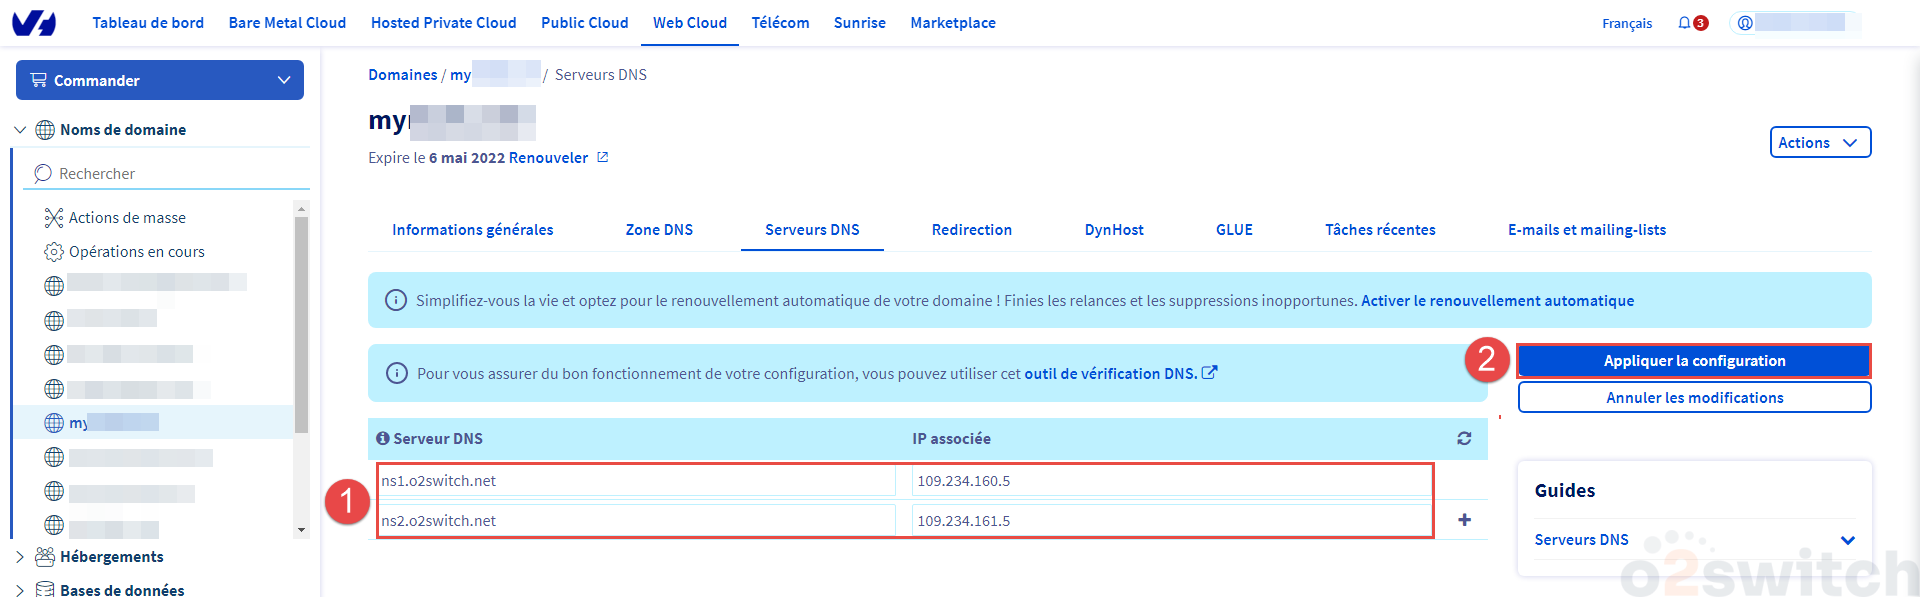 Tableau de bord Bare Metal Cloud Hosted Private Cloud Public Cloud Web Cloud Télécom Sunrise Marketplace Français 3
Commander
Noms de domaine
Rechercher
Actions de masse
Opérations en cours
my
Hébergements
Bases de données
Domaines / my / Serveurs DNS
my
Expire le 6 mai 2022 Renouveler
Actions
Informations générales Zone DNS Serveurs DNS Redirection DynHost GLUE Tâches récentes E-mails et mailing-lists
Simplifiez-vous la vie et optez pour le renouvellement automatique de votre domaine ! Finies les relances et les suppressions inopportunes. Activer le renouvellement automatique
Pour vous assurer du bon fonctionnement de votre configuration, vous pouvez utiliser cet outil de vérification DNS.
2
Appliquer la configuration
Annuler les modifications
Serveur DNS IP associée
1
ns1.o2switch.net 109.234.160.5
ns2.o2switch.net 109.234.161.5
Guides
Serveurs DNS
o2switch